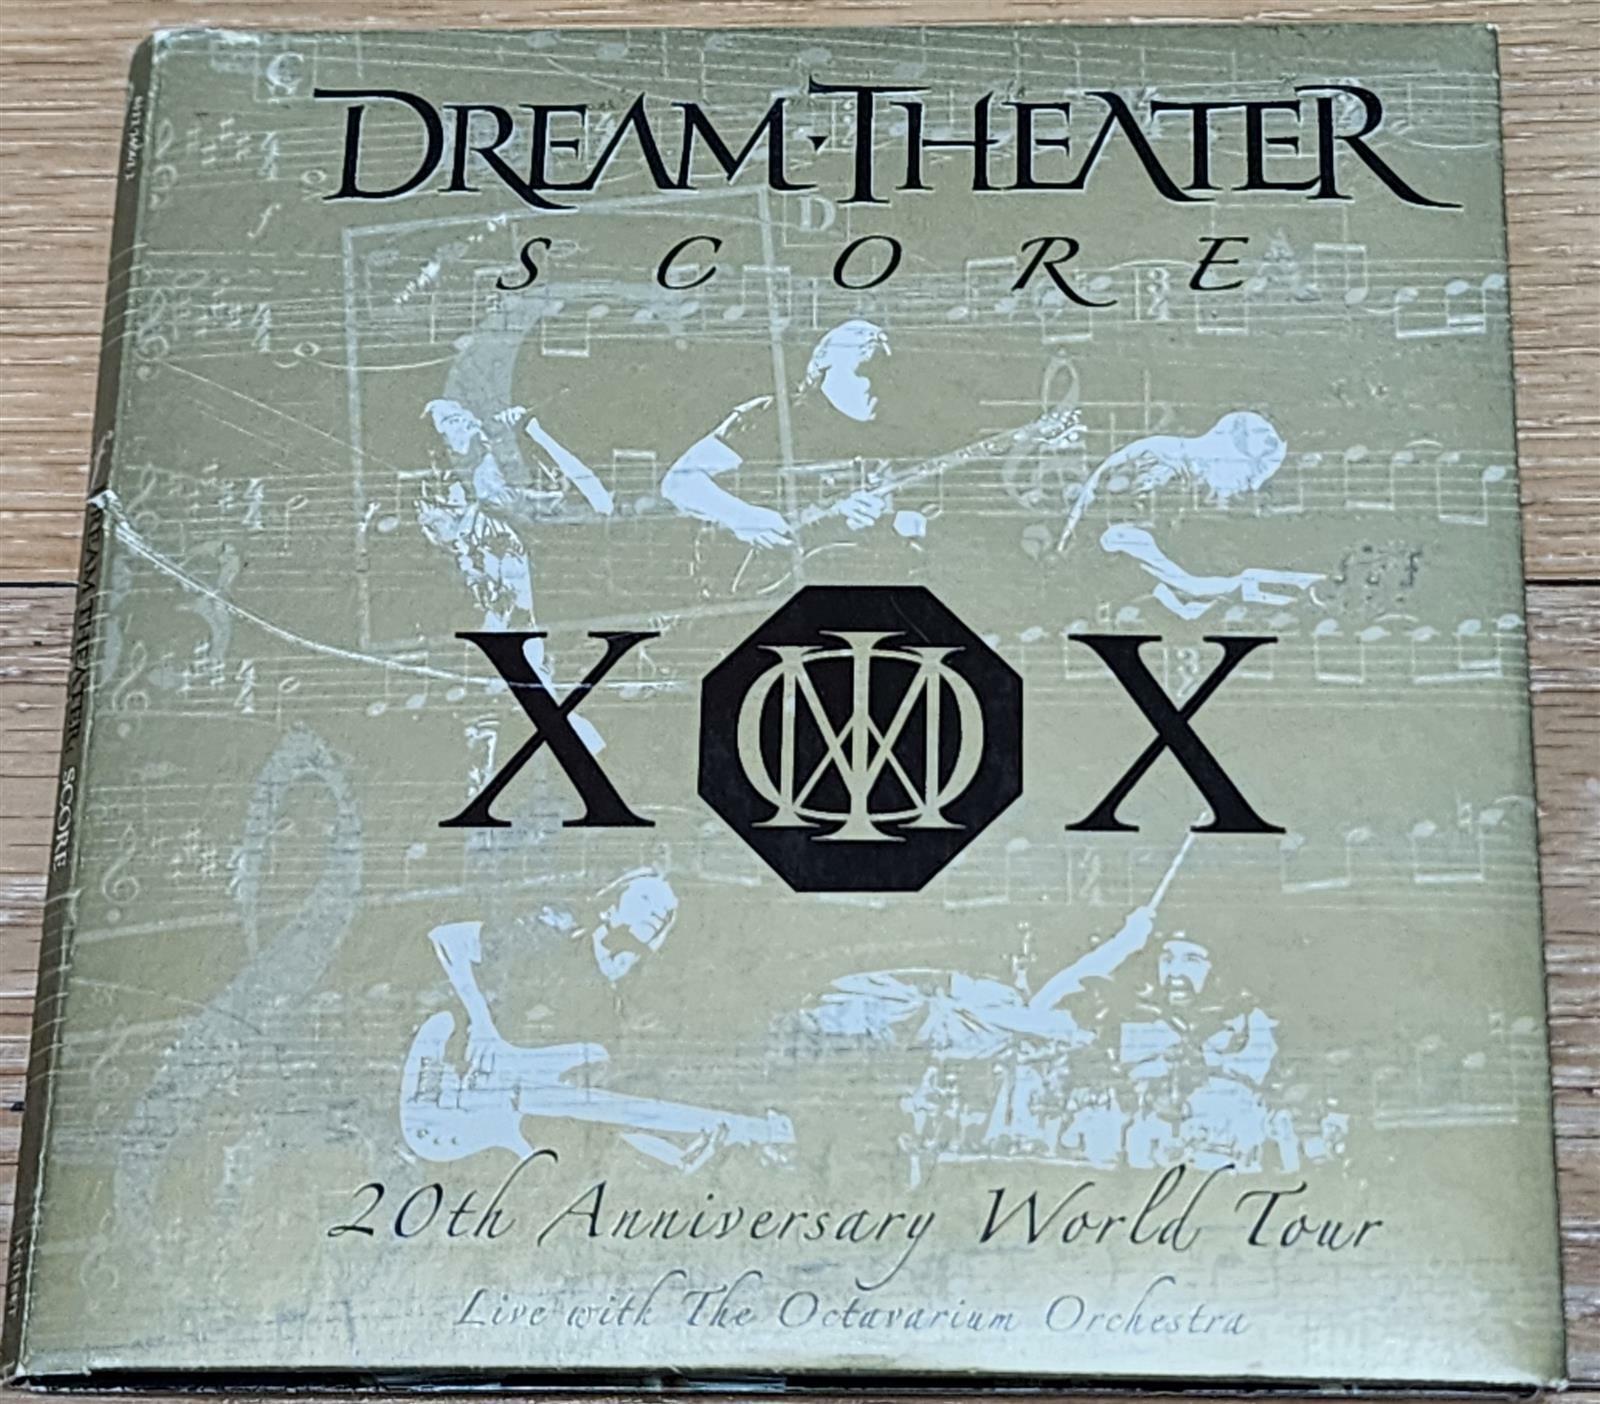 DREAM·THEATER
SCORE
X X
20th Anniversary World Tour
Live with The Octavarium Orchestra
DREAM THEATER: SCORE